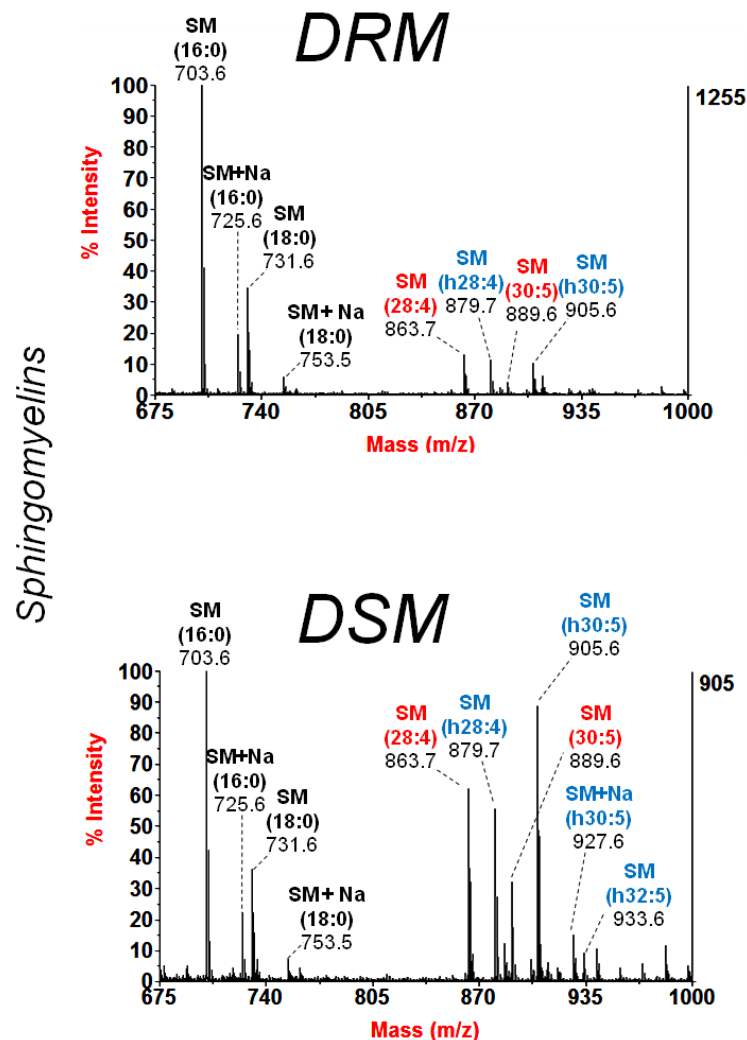 Sphingomyelins
DRM
SM
(16:0)
703.6
SM+Na
(16:0)
725.6
SM
(18:0)
731.6
SM+ Na
(18:0)
753.5
SM
(28:4)
863.7
SM
(h28:4)
879.7
SM
(30:5)
889.6
SM
(h30:5)
905.6
1255
% Intensity
100
90
80
70
60
50
40
30
20
10
0
675 740 805 870 935 1000
Mass (m/z)
DSM
SM
(16:0)
703.6
SM+Na
(16:0)
725.6
SM
(18:0)
731.6
SM+ Na
(18:0)
753.5
SM
(28:4)
863.7
SM
(h28:4)
879.7
SM
(h30:5)
905.6
SM
(30:5)
889.6
SM+Na
(h30:5)
927.6
SM
(h32:5)
933.6
905
% Intensity
100
90
80
70
60
50
40
30
20
10
0
675 740 805 870 935 1000
Mass (m/z)